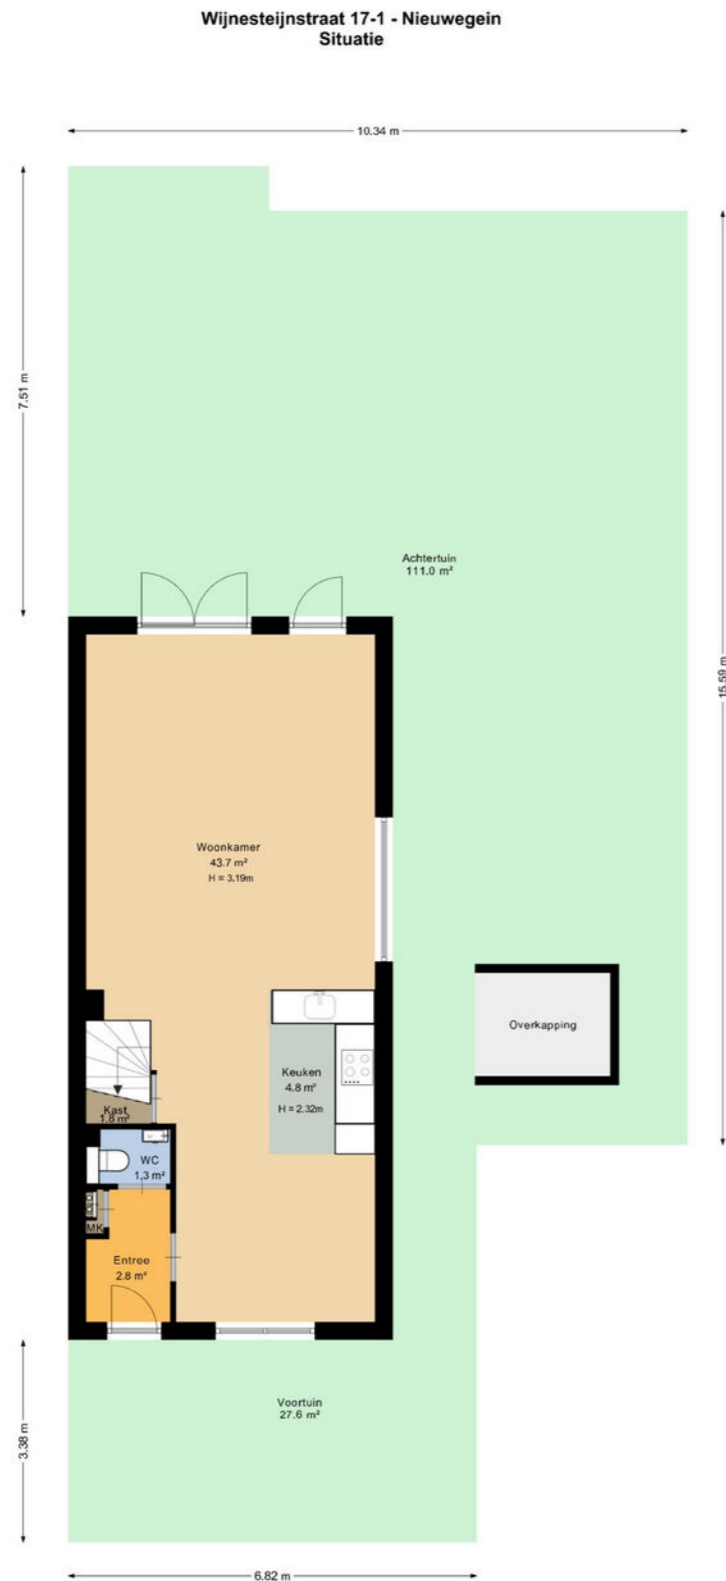 Wijnesteijnstraat 17-1 - Nieuwegein
Situatie
10.34 m
7.51 m
15.59 m
Achtertuin
111.0 m²
Woonkamer
43.7 m²
H = 3.19m
Overkapping
Keuken
4.8 m²
H = 2.32m
Kast
1.8 m²
WC
1.3 m²
MK
Entree
2.8 m²
Voortuin
27.6 m²
3.38 m
6.82 m